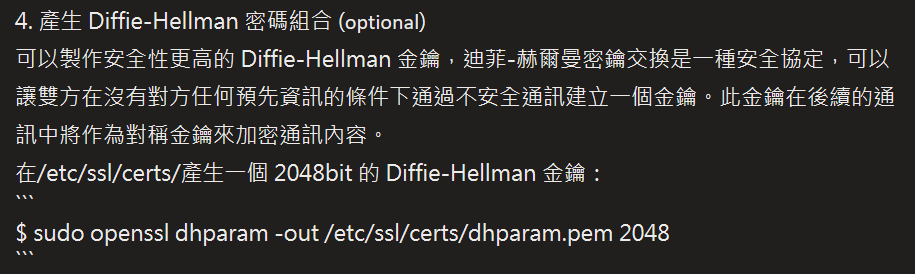 4. 產生 Diffie-Hellman 密碼組合 (optional)
可以製作安全性更高的 Diffie-Hellman 金鑰，迪菲-赫爾曼密鑰交換是一種安全協定，可以
讓雙方在沒有對方任何預先資訊的條件下通過不安全通訊建立一個金鑰。此金鑰在後續的通
訊中將作為對稱金鑰來加密通訊內容。
在/etc/ssl/certs/產生一個 2048bit 的 Diffie-Hellman 金鑰：
```
$ sudo openssl dhparam -out /etc/ssl/certs/dhparam.pem 2048
```